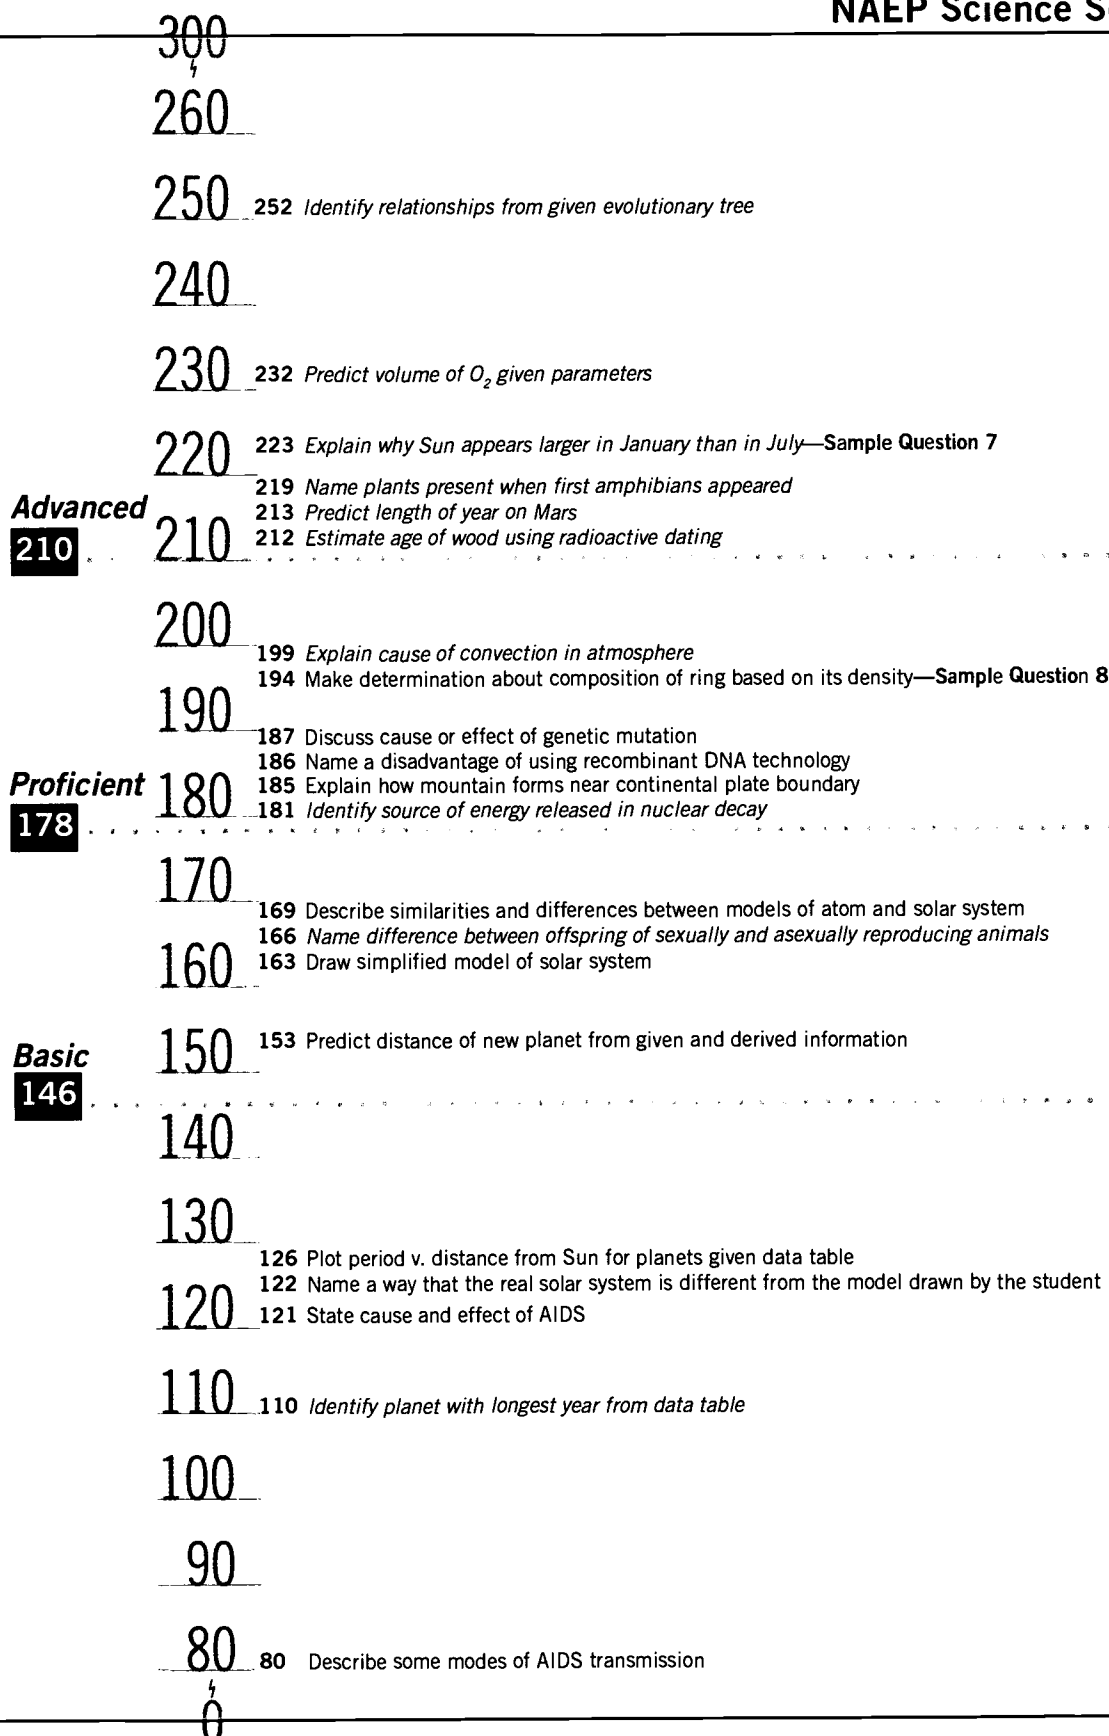 NAEP Science S
300
260
250 252 Identify relationships from given evolutionary tree
240
230 232 Predict volume of O2 given parameters
220 223 Explain why Sun appears larger in January than in July—Sample Question 7
219 Name plants present when first amphibians appeared
Advanced
213 Predict length of year on Mars
210 210 212 Estimate age of wood using radioactive dating
200
199 Explain cause of convection in atmosphere
194 Make determination about composition of ring based on its density—Sample Question 8
190
187 Discuss cause or effect of genetic mutation
186 Name a disadvantage of using recombinant DNA technology
Proficient 180 185 Explain how mountain forms near continental plate boundary
181 Identify source of energy released in nuclear decay
178
170
169 Describe similarities and differences between models of atom and solar system
166 Name difference between offspring of sexually and asexually reproducing animals
160 163 Draw simplified model of solar system
150 153 Predict distance of new planet from given and derived information
Basic
146
140
130
126 Plot period v. distance from Sun for planets given data table
122 Name a way that the real solar system is different from the model drawn by the student
120 121 State cause and effect of AIDS
110 110 Identify planet with longest year from data table
100
90
80 80 Describe some modes of AIDS transmission
0